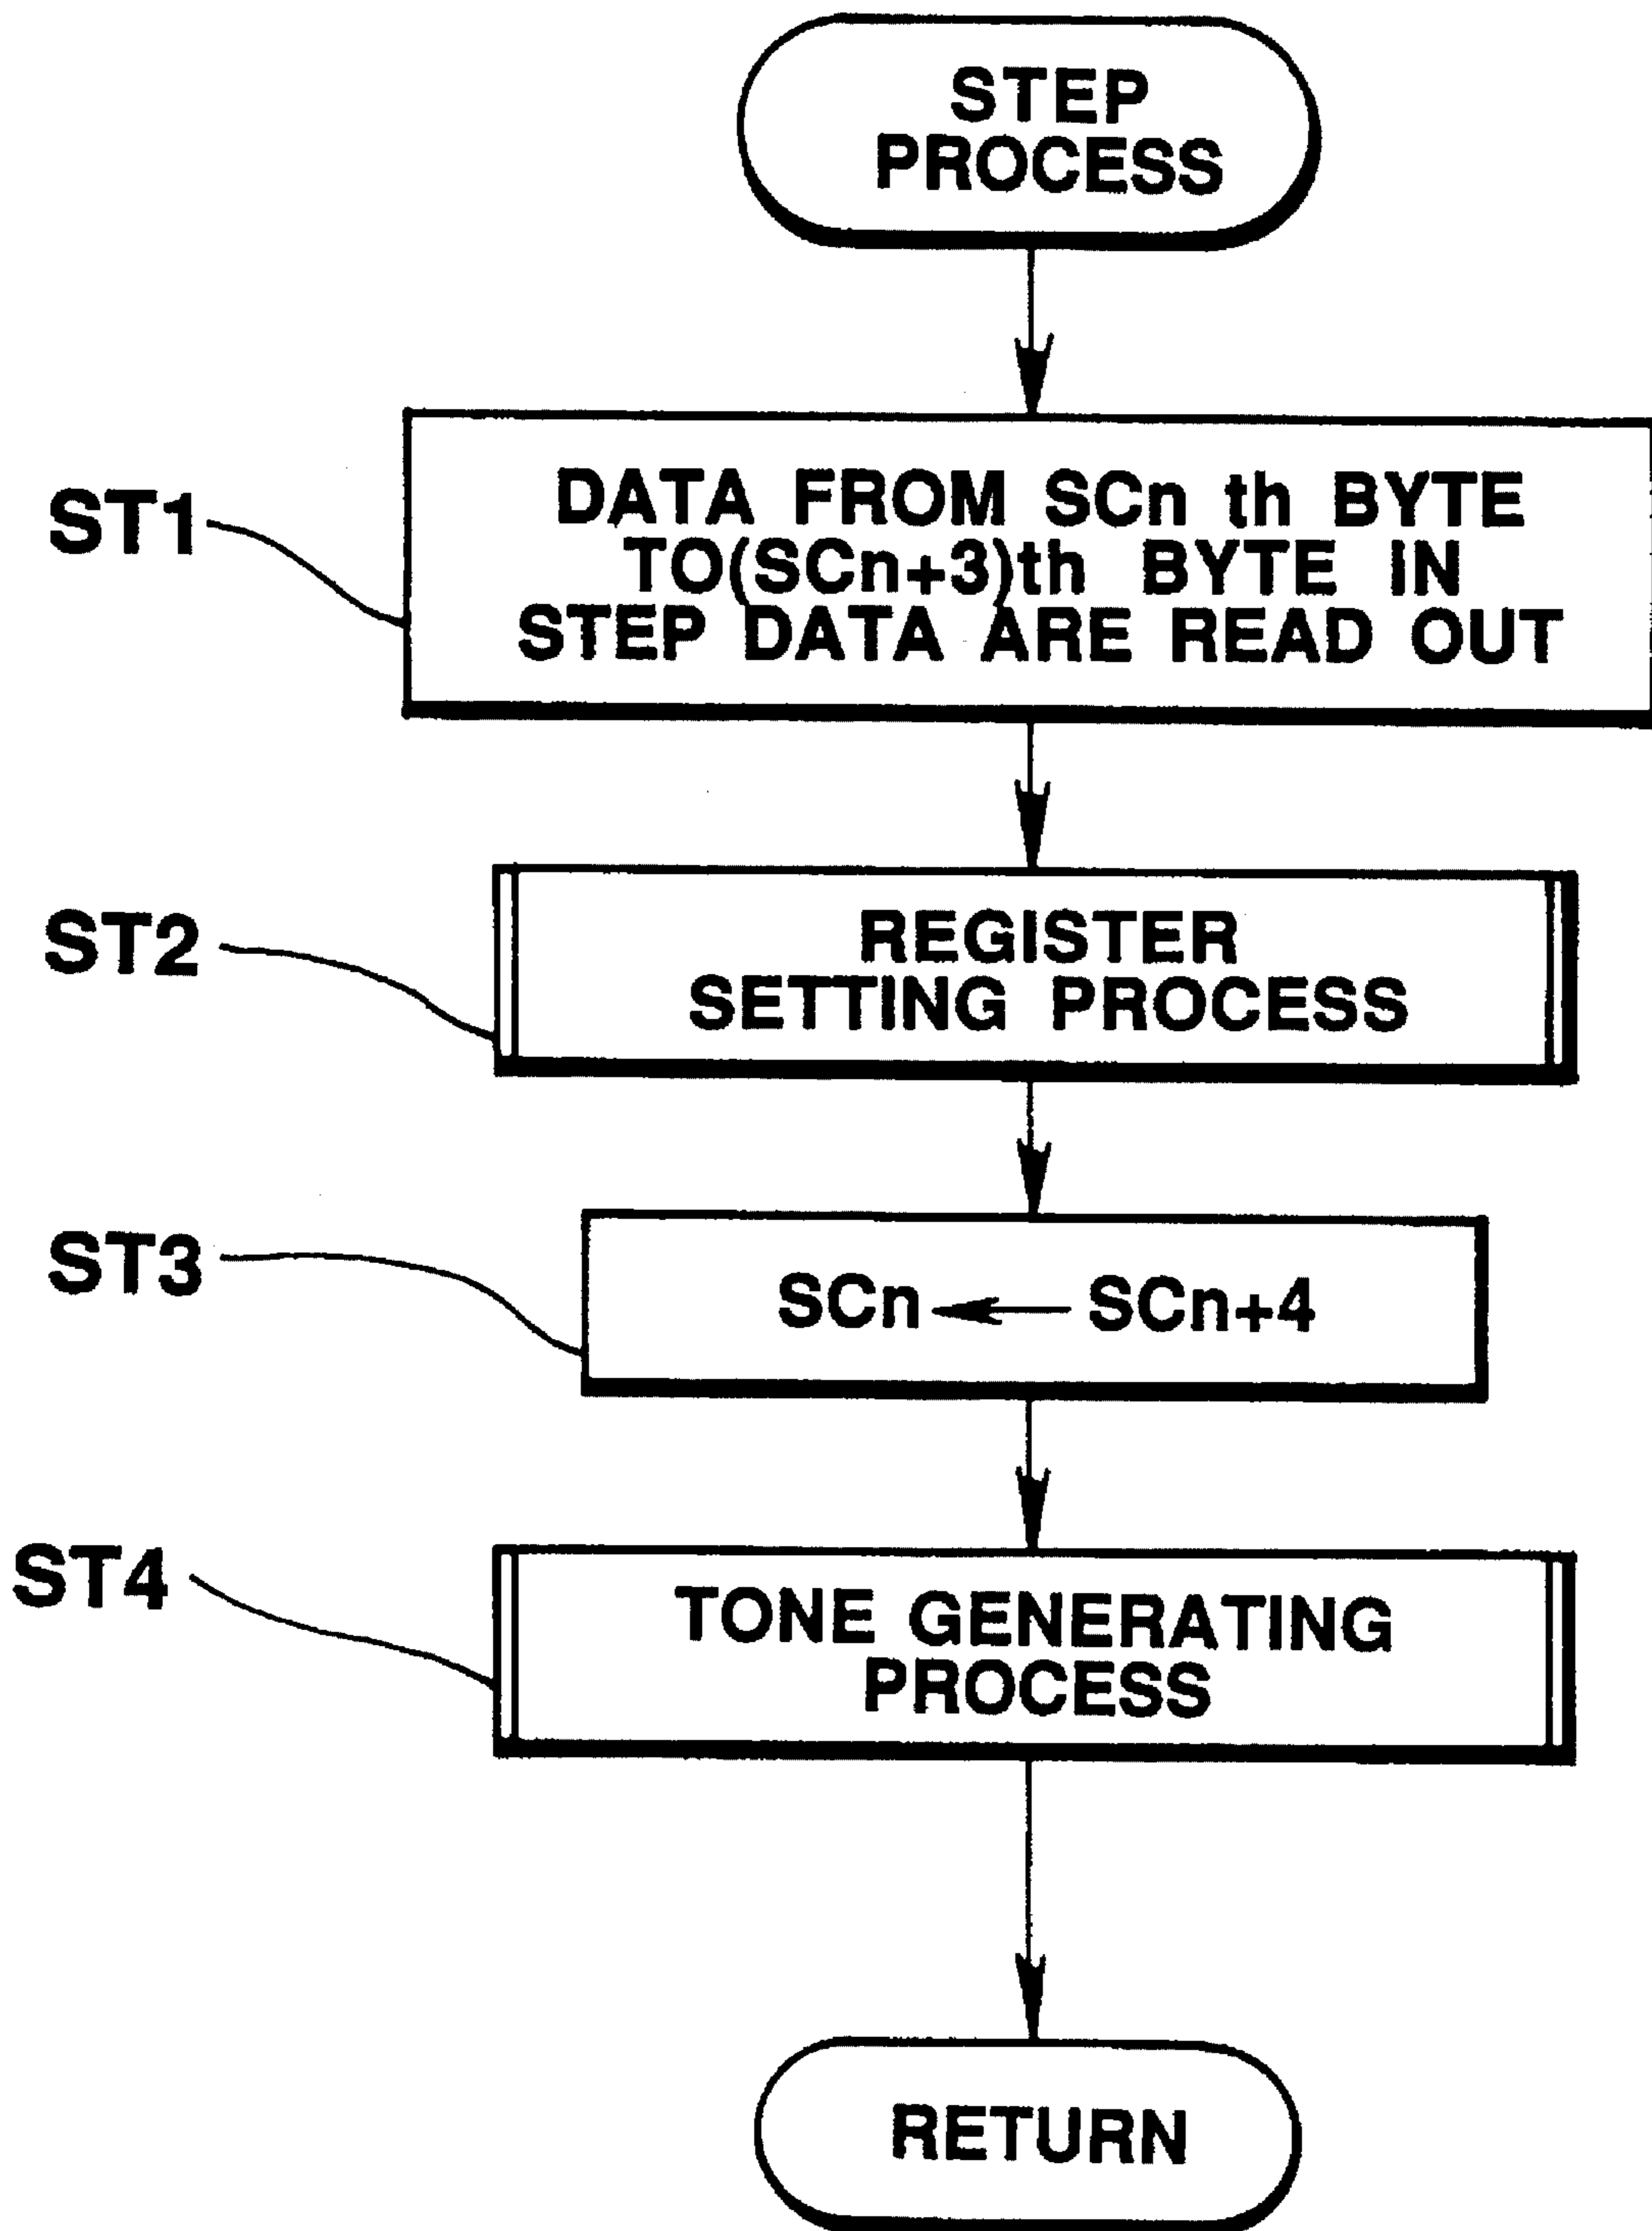 STEP
PROCESS
ST1
DATA FROM SCn th BYTE
TO(SCn+3)th BYTE IN
STEP DATA ARE READ OUT
ST2
REGISTER
SETTING PROCESS
ST3
SCn ← SCn+4
ST4
TONE GENERATING
PROCESS
RETURN